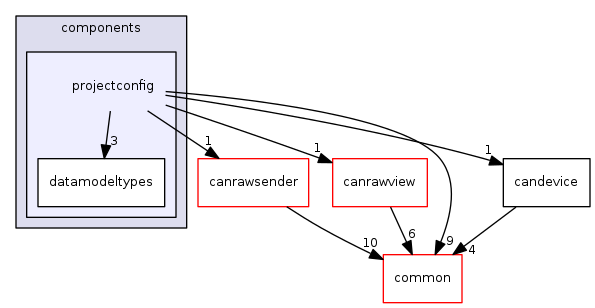 components
projectconfig
3
1
1
1
datamodeltypes
canrawsender
canrawview
candevice
10
6
9
4
common